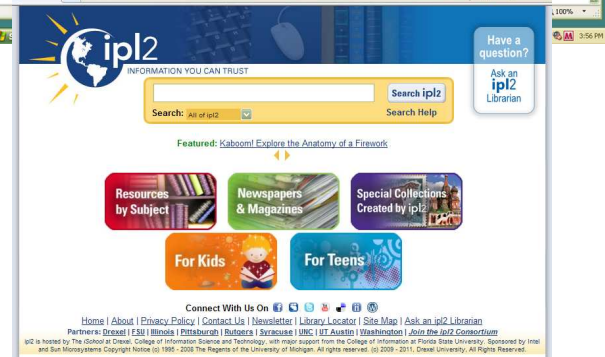 100%
3:56 PM
ipl2
INFORMATION YOU CAN TRUST
Have a question?
Ask an
ipl2
Librarian
Search ipl2
Search: All of ipl2
Search Help
Featured: Kaboom! Explore the Anatomy of a Firework
Resources by Subject
Newspapers & Magazines
Special Collections Created by ipl2
For Kids
For Teens
Connect With Us On
Home | About | Privacy Policy | Contact Us | Newsletter | Library Locator | Site Map | Ask an ipl2 Librarian
Partners: Drexel | FSU | Illinois | Pittsburgh | Rutgers | Syracuse | UNC | UT Austin | Washington | Join the ipl2 Consortium
ipl2 is hosted by The iSchool at Drexel, College of Information Science and Technology, with major support from the College of Information at Florida State University. Sponsored by Intel
and Sun Microsystems Copyright Notice (c) 1995 - 2008 The Regents of the University of Michigan. All rights reserved. (c) 2009 - 2011, Drexel University, All Rights Reserved.